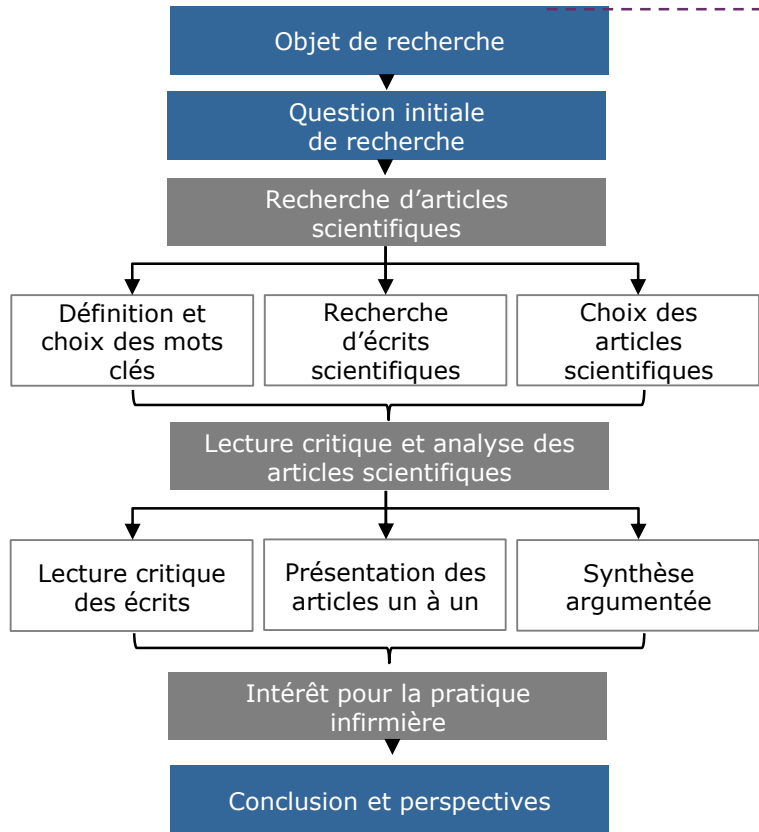 Objet de recherche
Question initiale
de recherche
Recherche d’articles
scientifiques
Définition et
choix des mots
clés
Recherche
d’écrits
scientifiques
Choix des
articles
scientifiques
Lecture critique et analyse des
articles scientifiques
Lecture critique
des écrits
Présentation des
articles un à un
Synthèse
argumentée
Intérêt pour la pratique
infirmière
Conclusion et perspectives